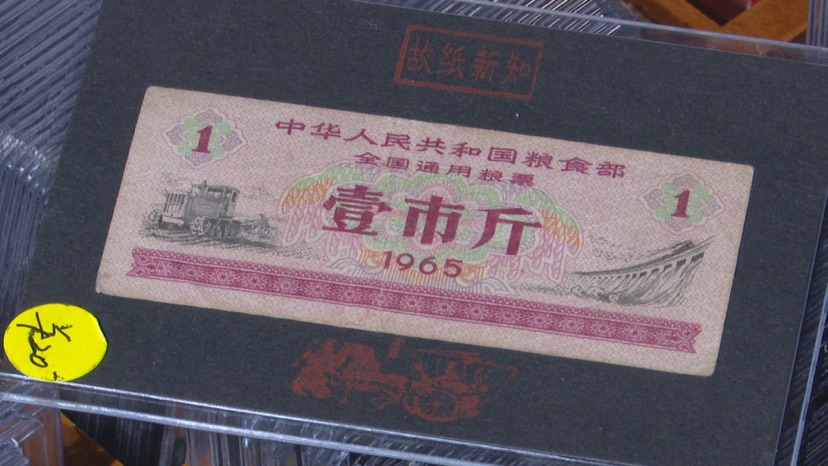 故纸新知
1
中华人民共和国粮食部
全国通用粮票
1
壹市斤
1965